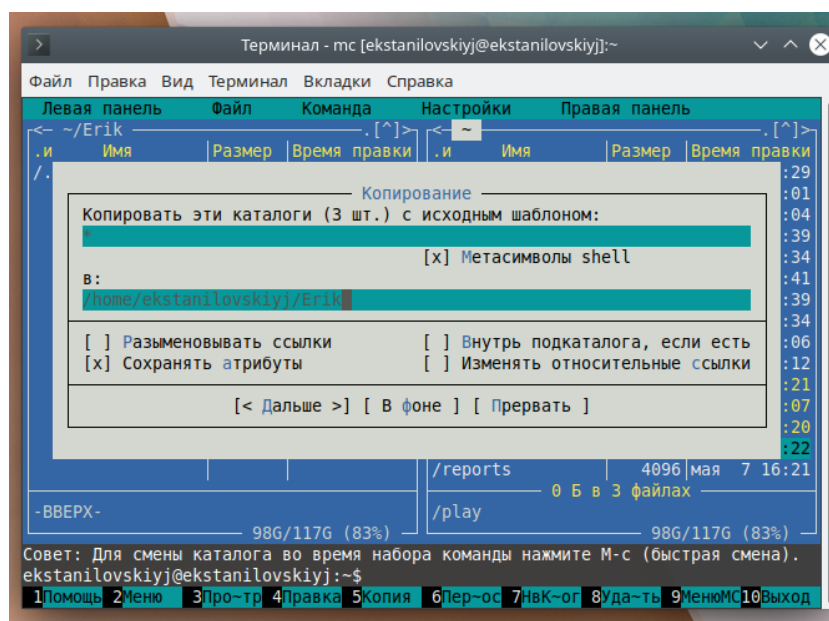 Терминал - mc [ekstanilovskiyj@ekstanilovskiyj]:~
Файл Правка Вид Терминал Вкладки Справка
Левая панель Файл Команда Настройки Правая панель
<— ~/Erik .[^]> <— ~ .[^]>
.и Имя Размер Время правки .и Имя Размер Время правки
/. :29
Копирование :01
Копировать эти каталоги (3 шт.) с исходным шаблоном: :04
* :39
[x] Метасимволы shell :34
в: :41
/home/ekstanilovskiyj/Erik :39
:34
[ ] Разыменовывать ссылки [ ] Внутрь подкаталога, если есть :06
[x] Сохранять атрибуты [ ] Изменять относительные ссылки :12
:21
[< Дальше >] [ В фоне ] [ Прервать ] :07
:20
:22
/reports 4096 мая 7 16:21
0 Б в 3 файлах
-ВВЕРХ- /play
98G/117G (83%) 98G/117G (83%)
Совет: Для смены каталога во время набора команды нажмите M-c (быстрая смена).
ekstanilovskiyj@ekstanilovskiyj:~$
1Помощь 2Меню 3Про~тр 4Правка 5Копия 6Пер~ос 7НвК~ог 8Уда~ть 9МенюMC 10Выход